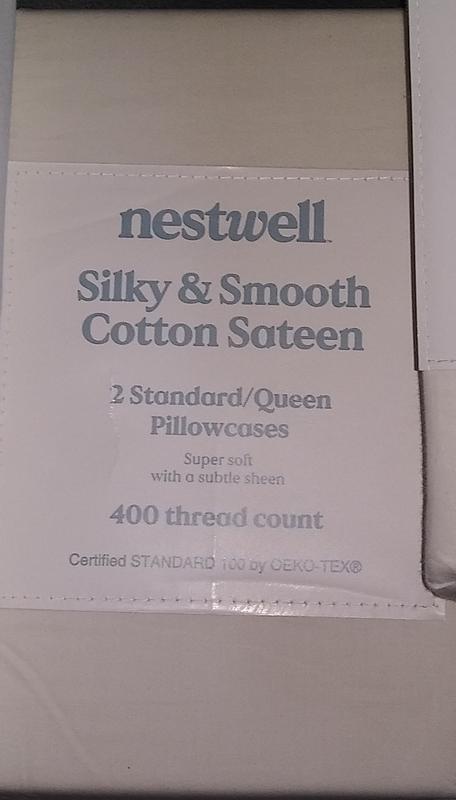 nestwell
Silky & Smooth
Cotton Sateen
2 Standard/Queen
Pillowcases
Super soft
with a subtle sheen
400 thread count
Certified STANDARD 100 by OEKO-TEX®